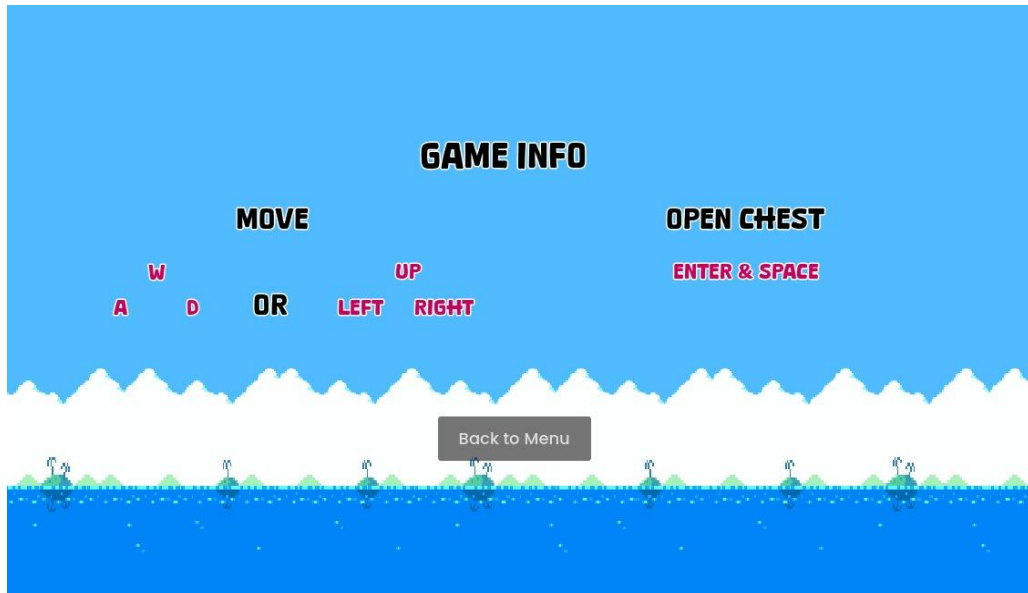 GAME INFO
MOVE
OPEN CHEST
W
UP
ENTER & SPACE
A
D
OR
LEFT
RIGHT
Back to Menu